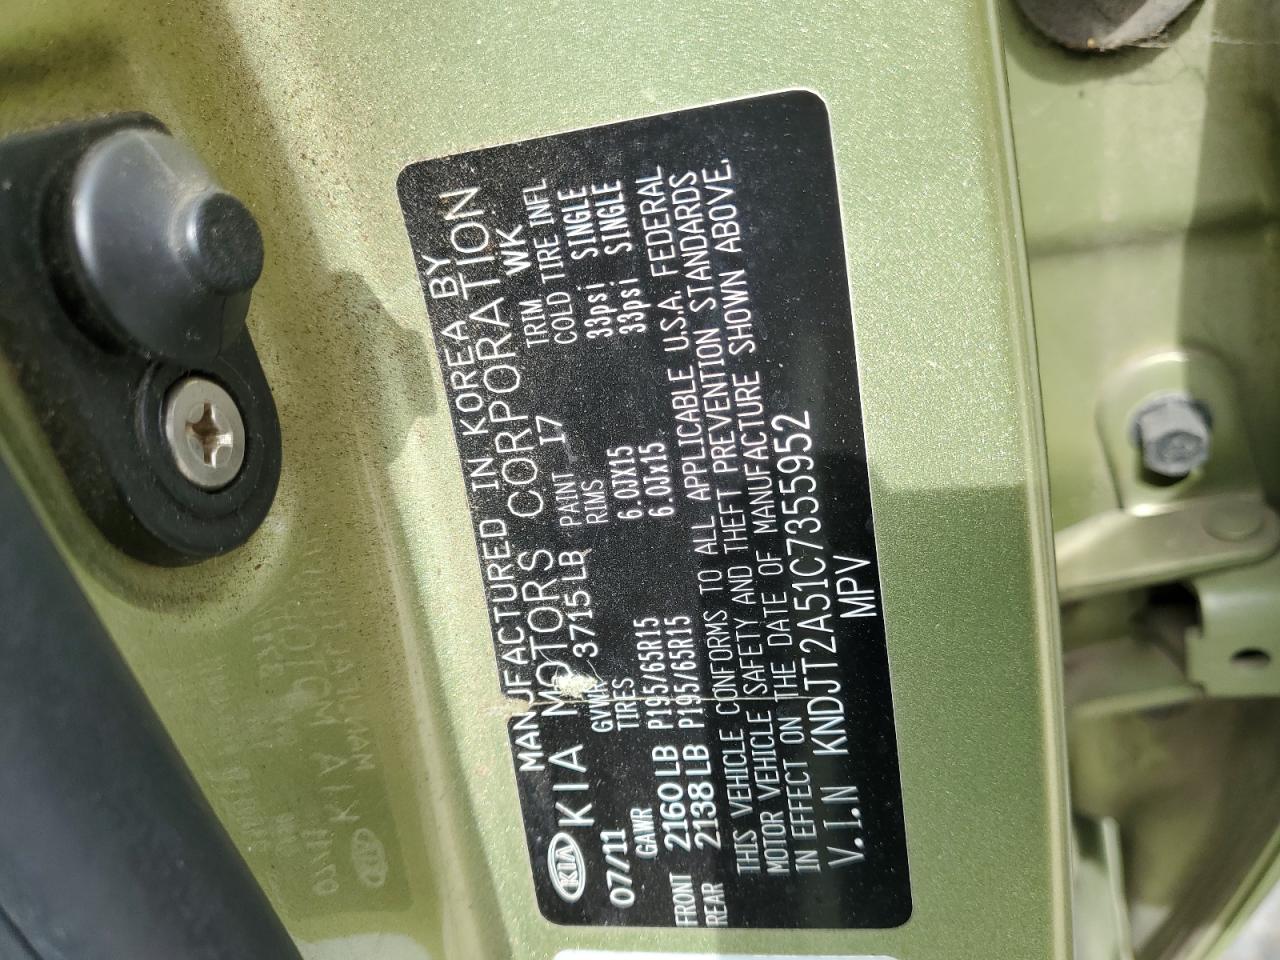 MANUFACTURED IN KOREA BY
KIA KIA MOTORS CORPORATION
07/11 GVWR 3715 LB PAINT I7 TRIM WK
GAWR TIRES RIMS COLD TIRE INFL
FRONT 2160 LB P195/65R15 6.0JX15 33psi SINGLE
REAR 2138 LB P195/65R15 6.0Jx15 33psi SINGLE
THIS VEHICLE CONFORMS TO ALL APPLICABLE U.S.A. FEDERAL
MOTOR VEHICLE SAFETY AND THEFT PREVENTION STANDARDS
IN EFFECT ON THE DATE OF MANUFACTURE SHOWN ABOVE.
V.I.N KNDJT2A51C7355952
MPV